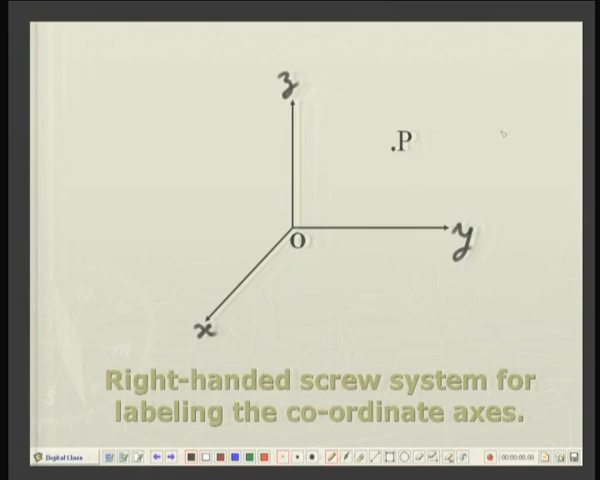 z
.P
O
y
x
Right-handed screw system for
labeling the co-ordinate axes.
Digital Class
00:00:00.00